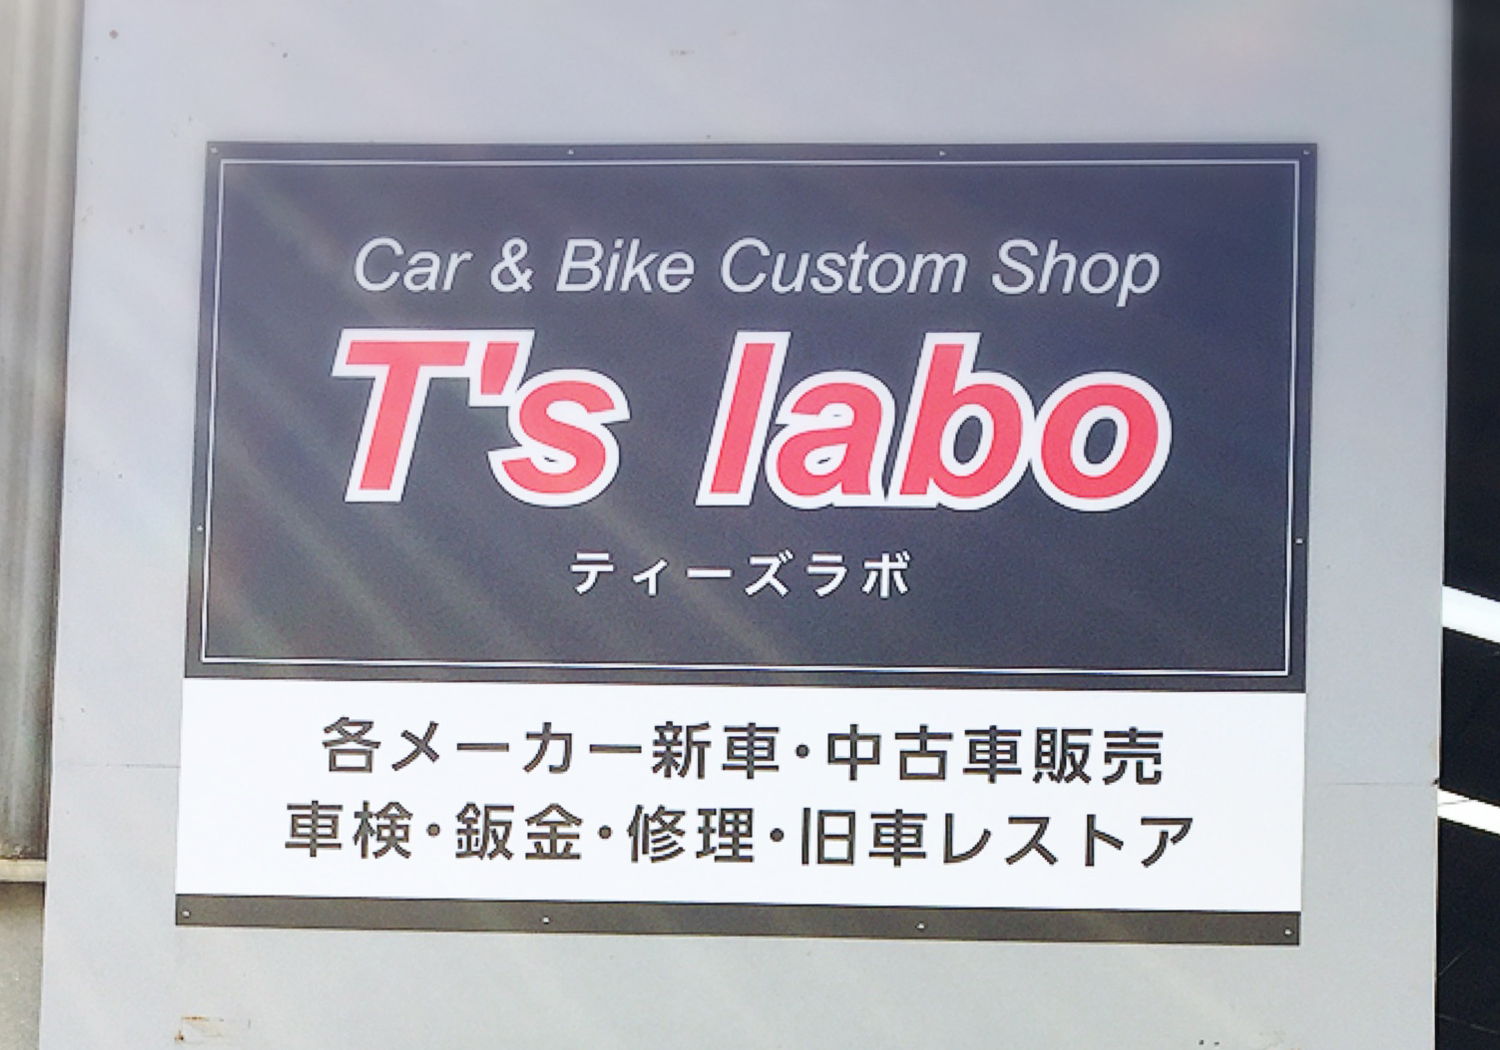 Car & Bike Custom Shop
T's labo
ティーズラボ
各メーカー新車・中古車販売
車検・鈑金・修理・旧車レストア